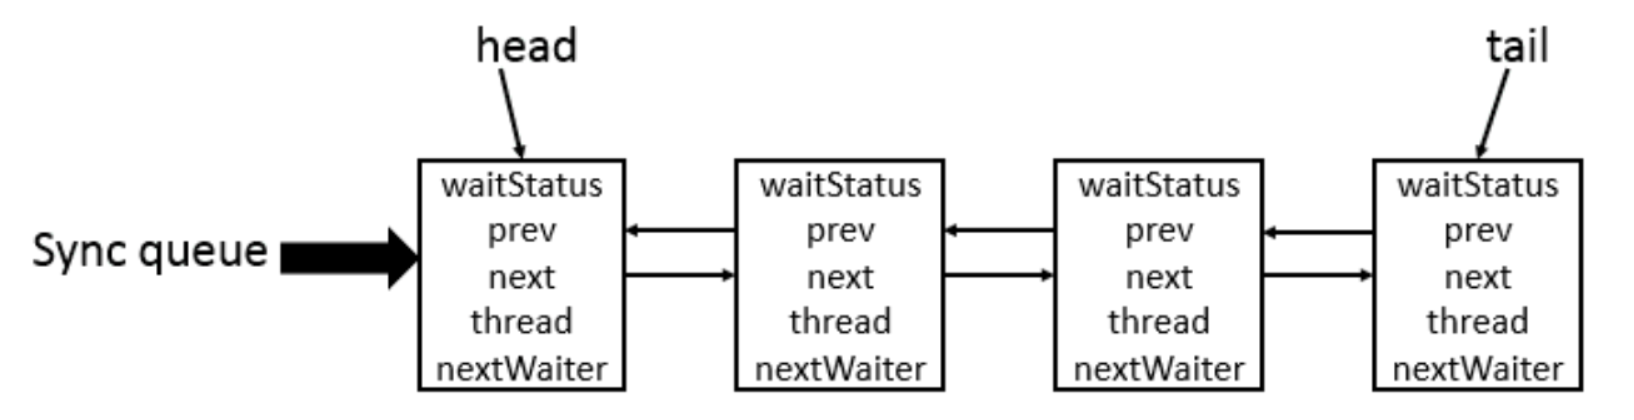 head
tail
Sync queue
waitStatus
prev
next
thread
nextWaiter
waitStatus
prev
next
thread
nextWaiter
waitStatus
prev
next
thread
nextWaiter
waitStatus
prev
next
thread
nextWaiter